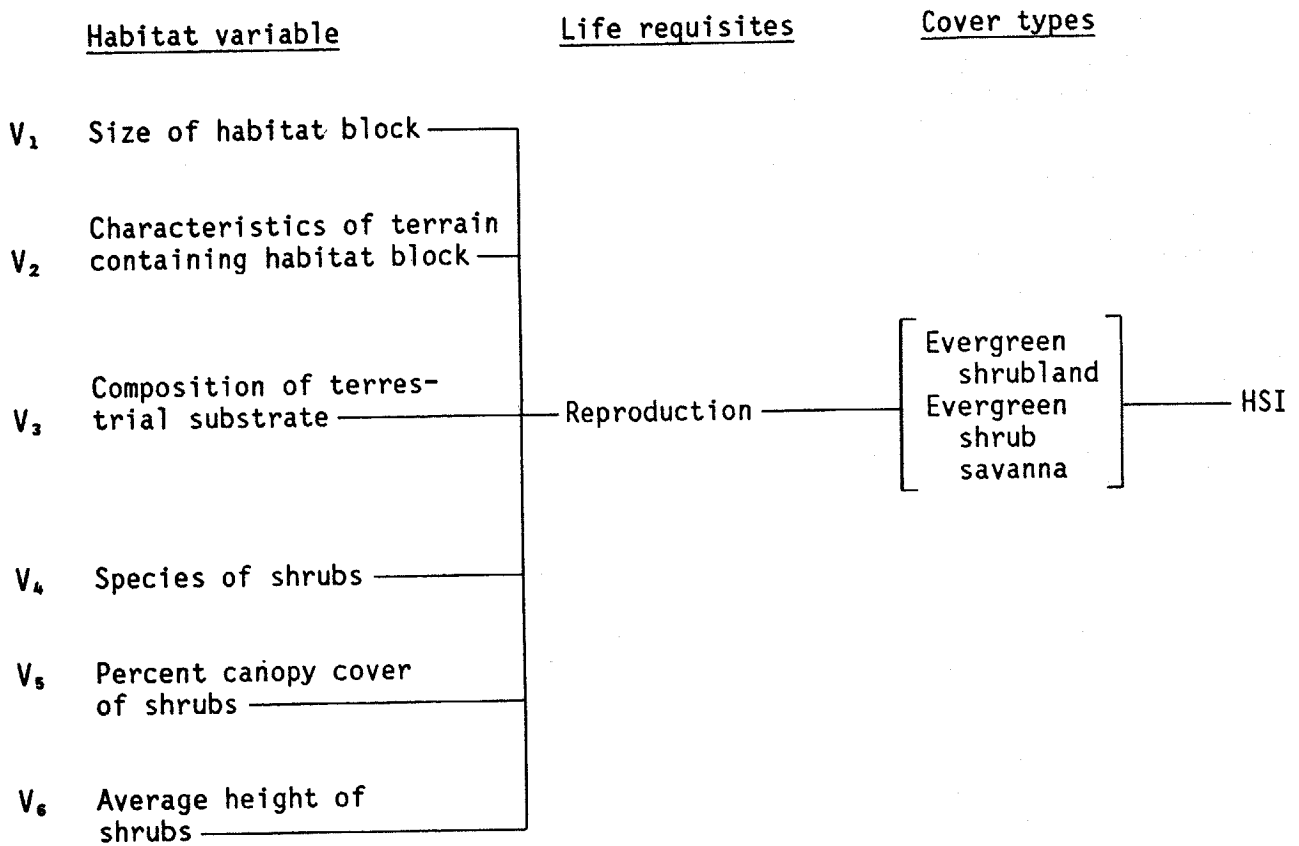 Habitat variable Life requisites Cover types
V₁ Size of habitat block
Characteristics of terrain
V₂ containing habitat block
Composition of terres-
V₃ trial substrate
Reproduction
Evergreen
shrubland
Evergreen
shrub
savanna
HSI
V₄ Species of shrubs
V₅ Percent canopy cover
of shrubs
V₆ Average height of
shrubs